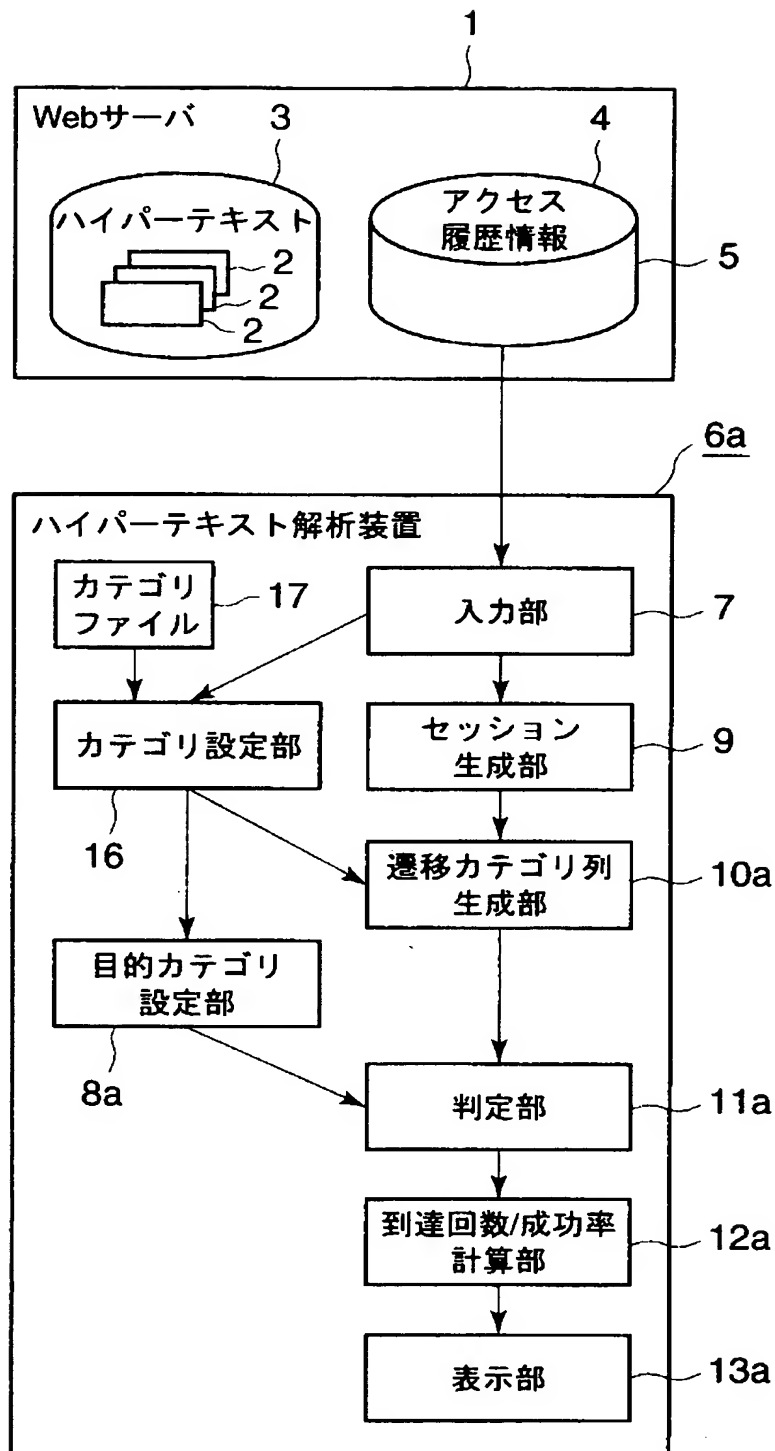 1
Webサーバ
3
4
ハイパーテキスト
2
2
2
アクセス
履歴情報
5
6a
ハイパーテキスト解析装置
カテゴリ
ファイル
17
入力部
7
カテゴリ設定部
16
セッション
生成部
9
遷移カテゴリ列
生成部
10a
目的カテゴリ
設定部
8a
判定部
11a
到達回数/成功率
計算部
12a
表示部
13a